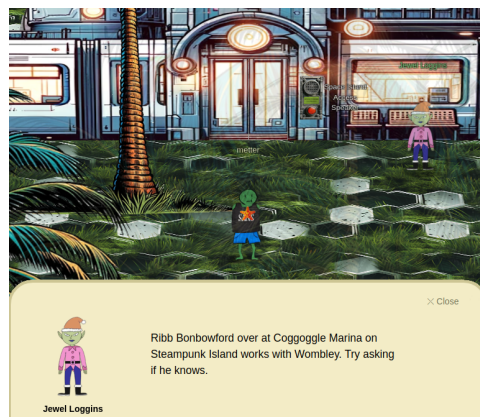 Jewel Loggins
metter
× Close
Ribb Bonbowford over at Coggoggle Marina on
Steampunk Island works with Wombley. Try asking
if he knows.
Jewel Loggins